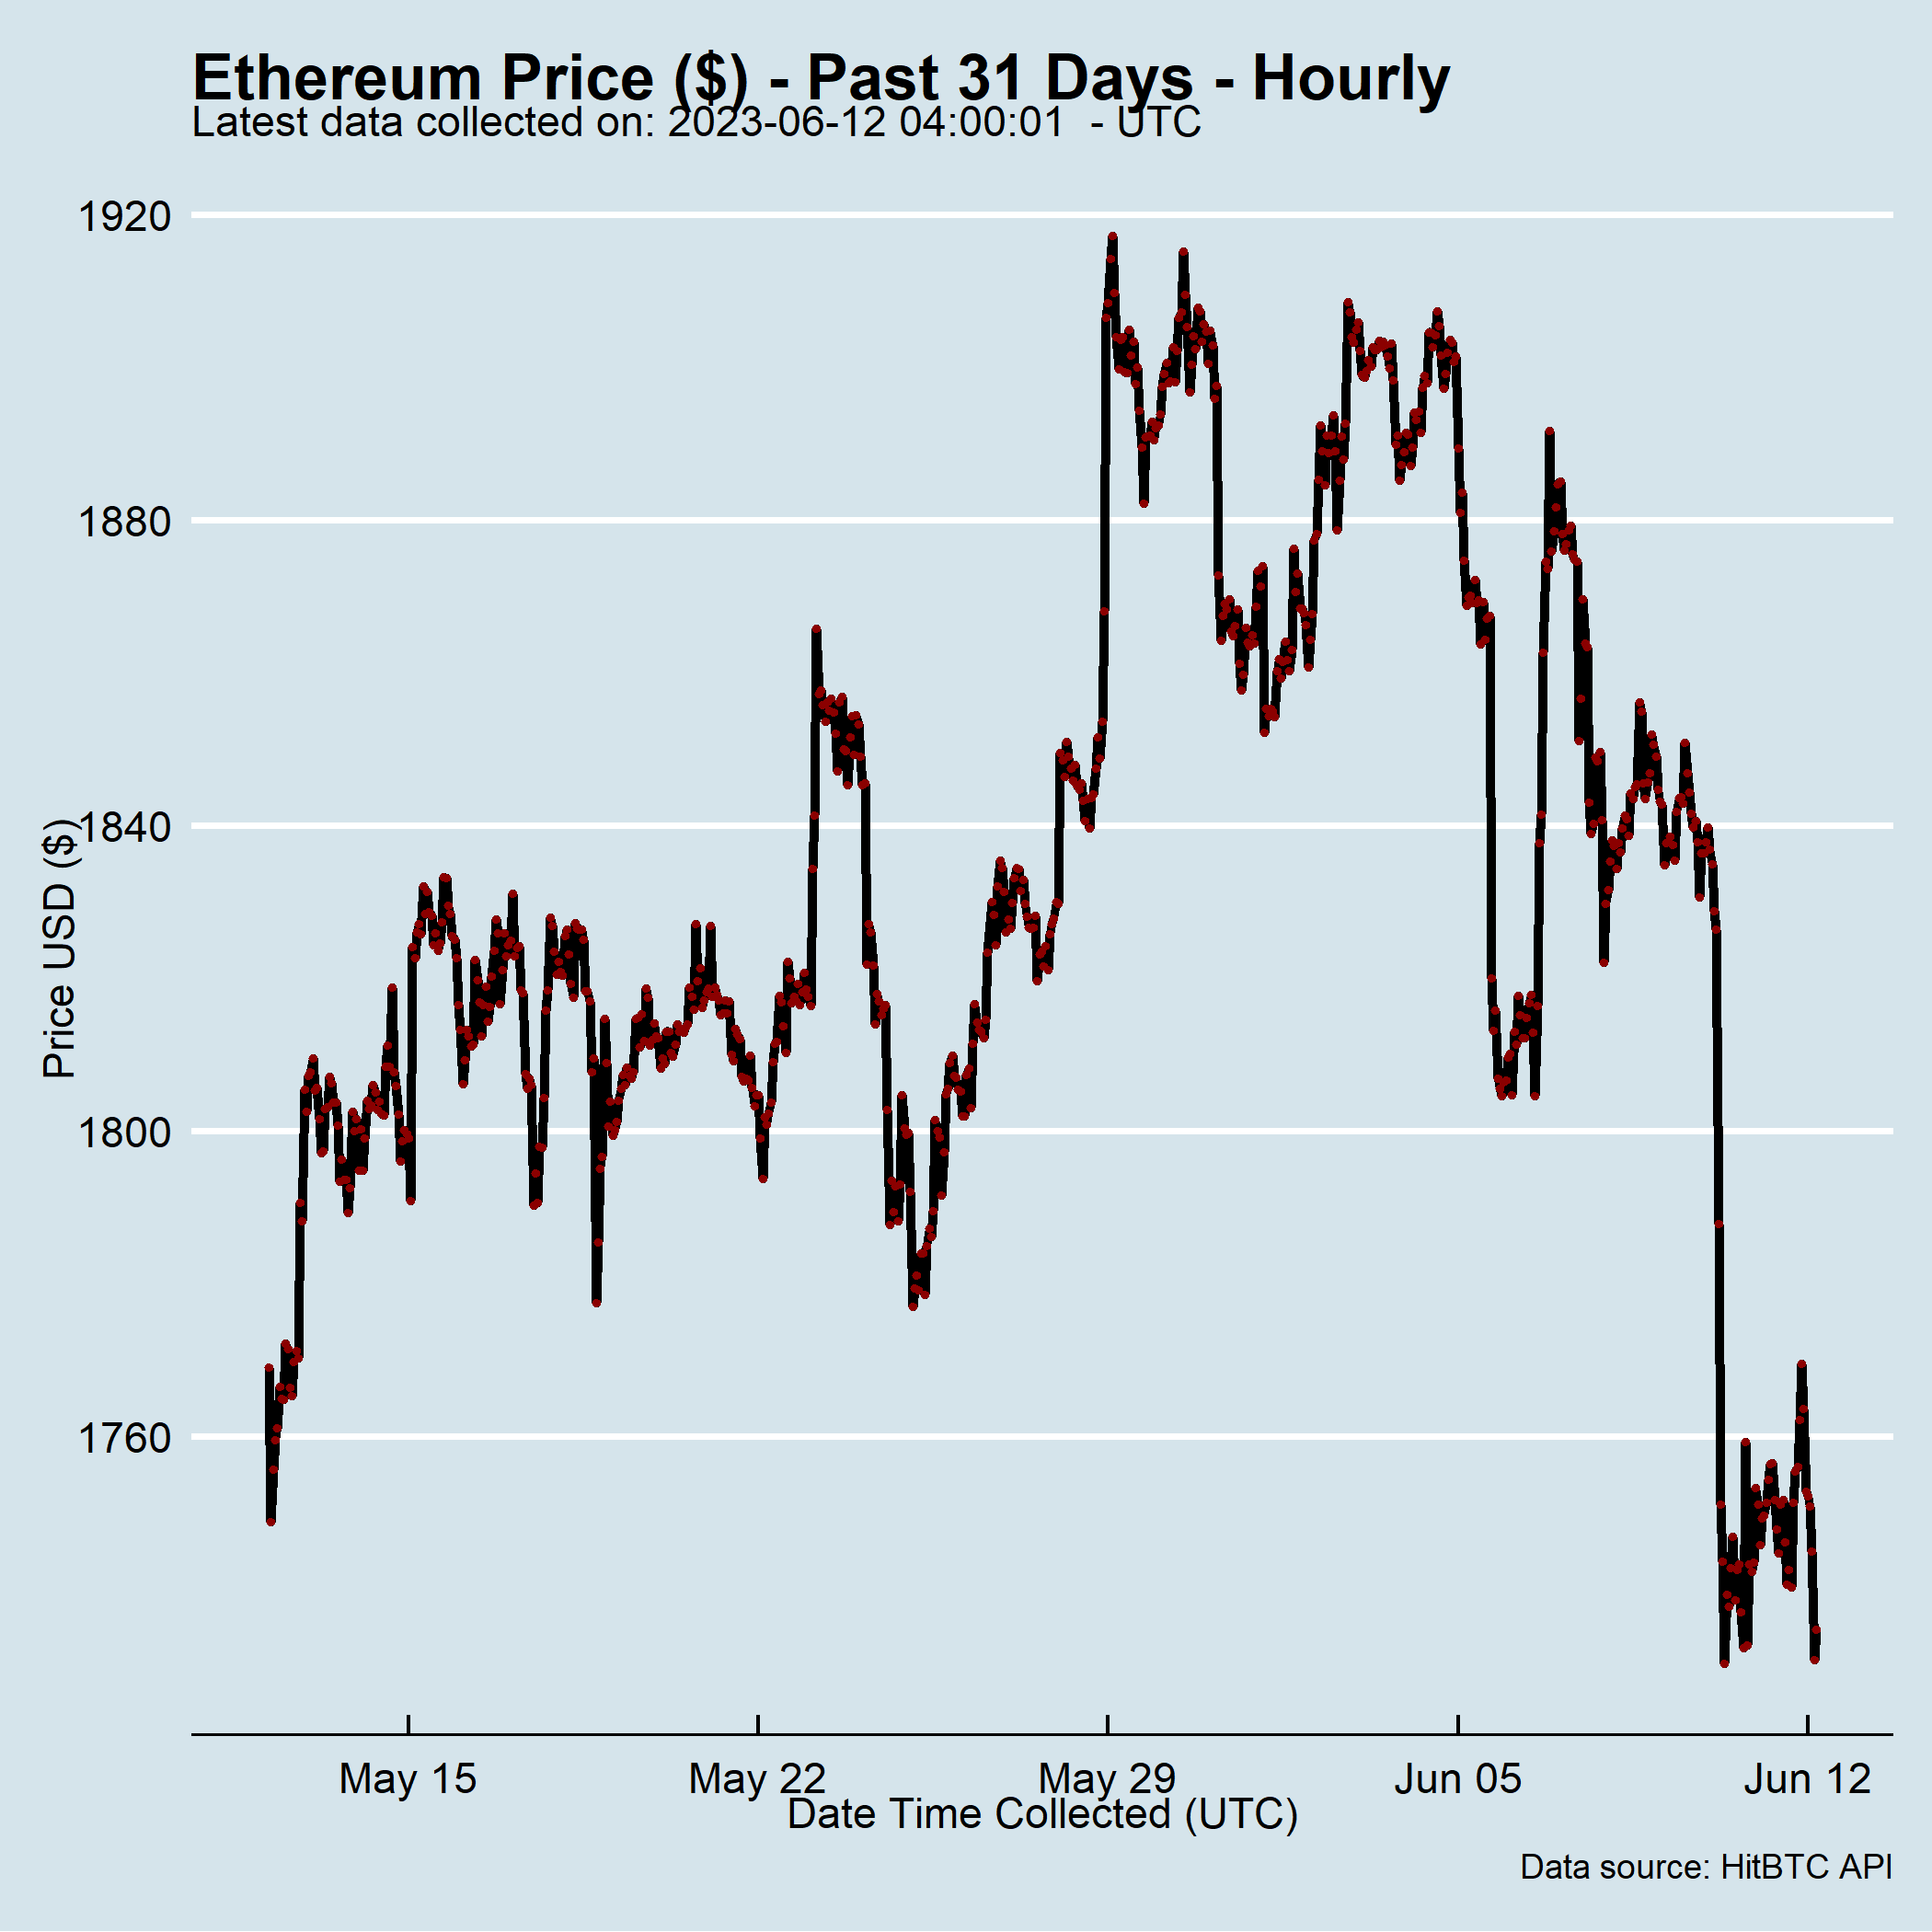 Ethereum Price ($) - Past 31 Days - Hourly
Latest data collected on: 2023-06-12 04:00:01  - UTC
1920
1880
1840
1800
1760
Price USD ($)
May 15
May 22
May 29
Jun 05
Jun 12
Date Time Collected (UTC)
Data source: HitBTC API